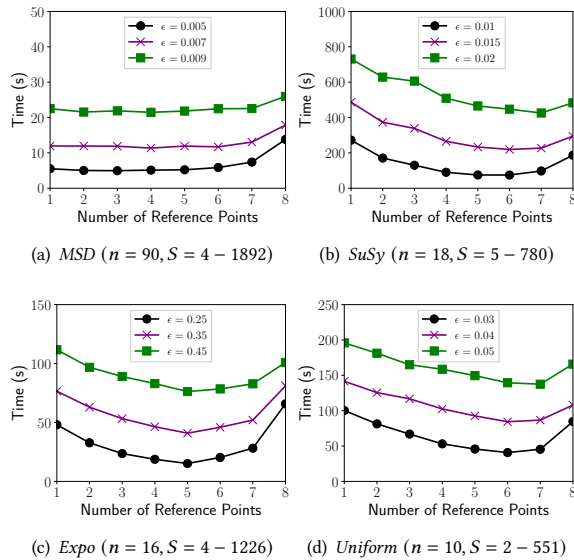 50
40
30
20
10
0
Time (s)
ϵ = 0.005
ϵ = 0.007
ϵ = 0.009
1 2 3 4 5 6 7 8
Number of Reference Points
(a) MSD (n = 90, S = 4 − 1892)
1000
800
600
400
200
0
Time (s)
ϵ = 0.01
ϵ = 0.015
ϵ = 0.02
1 2 3 4 5 6 7 8
Number of Reference Points
(b) SuSy (n = 18, S = 5 − 780)
150
100
50
0
Time (s)
ϵ = 0.25
ϵ = 0.35
ϵ = 0.45
1 2 3 4 5 6 7 8
Number of Reference Points
(c) Expo (n = 16, S = 4 − 1226)
250
200
150
100
50
0
Time (s)
ϵ = 0.03
ϵ = 0.04
ϵ = 0.05
1 2 3 4 5 6 7 8
Number of Reference Points
(d) Uniform (n = 10, S = 2 − 551)